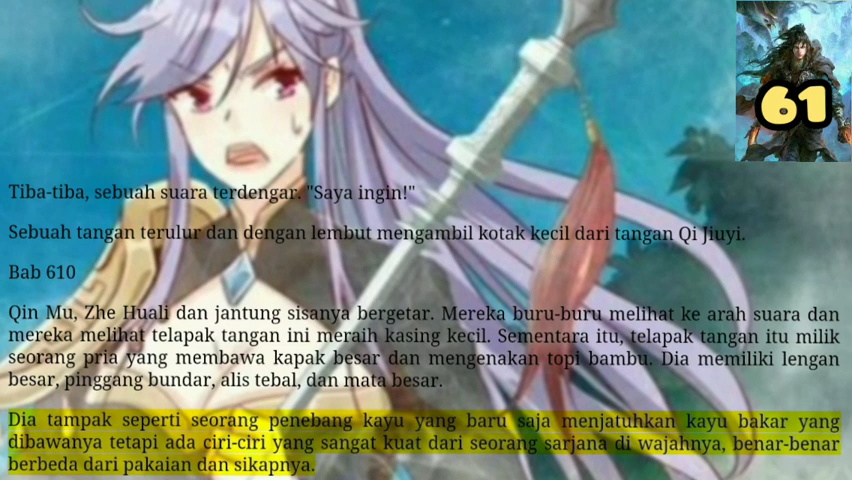 61
Tiba-tiba, sebuah suara terdengar. "Saya ingin!"
Sebuah tangan terulur dan dengan lembut mengambil kotak kecil dari tangan Qi Jiuyi.
Bab 610
Qin Mu, Zhe Huali dan jantung sisanya bergetar. Mereka buru-buru melihat ke arah suara dan
mereka melihat telapak tangan ini meraih kasing kecil. Sementara itu, telapak tangan itu milik
seorang pria yang membawa kapak besar dan mengenakan topi bambu. Dia memiliki lengan
besar, pinggang bundar, alis tebal, dan mata besar.
Dia tampak seperti seorang penebang kayu yang baru saja menjatuhkan kayu bakar yang
dibawanya tetapi ada ciri-ciri yang sangat kuat dari seorang sarjana di wajahnya, benar-benar
berbeda dari pakaian dan sikapnya.